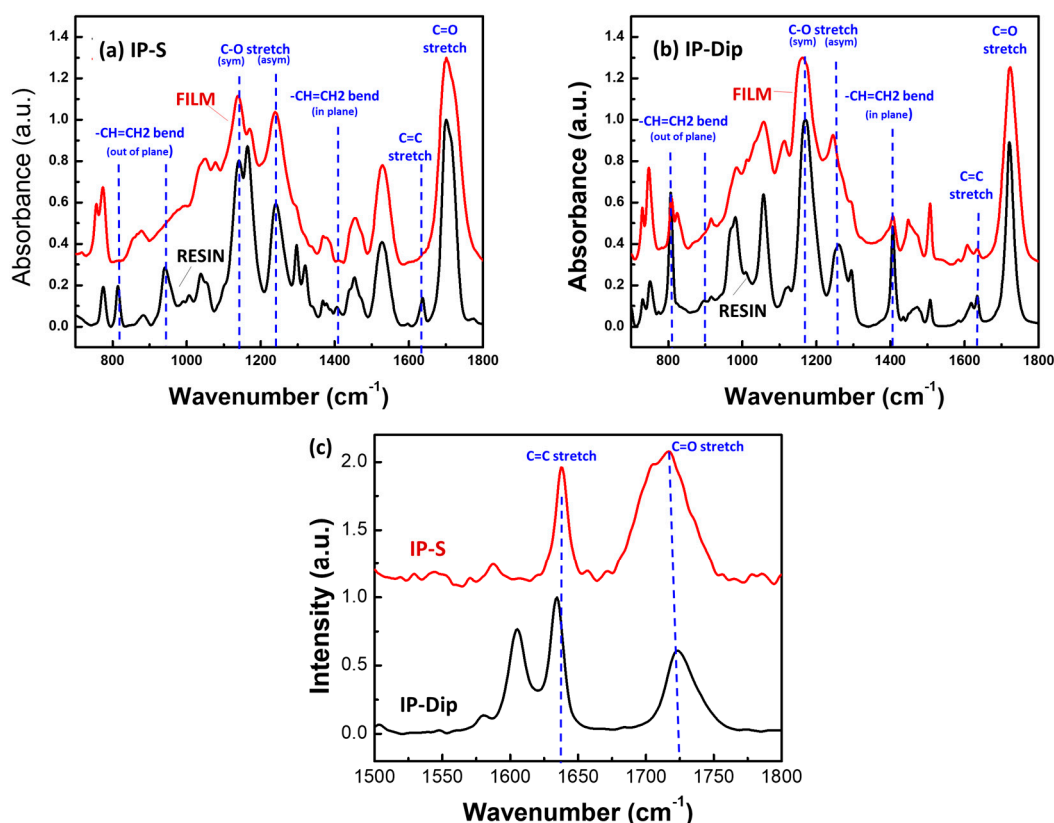 (a) IP-S
C-O stretch
(sym) (asym)
C=O
stretch
FILM
-CH=CH2 bend
(in plane)
-CH=CH2 bend
(out of plane)
C=C
stretch
RESIN
1.4
1.2
1.0
0.8
0.6
0.4
0.2
0.0
Absorbance (a.u.)
800 1000 1200 1400 1600 1800
Wavenumber (cm-1)
(b) IP-Dip
C-O stretch
(sym) (asym)
C=O
stretch
FILM
-CH=CH2 bend
(in plane)
-CH=CH2 bend
(out of plane)
C=C
stretch
RESIN
1.4
1.2
1.0
0.8
0.6
0.4
0.2
0.0
Absorbance (a.u.)
800 1000 1200 1400 1600 1800
Wavenumber (cm-1)
(c)
C=C stretch
C=O stretch
IP-S
IP-Dip
2.0
1.5
1.0
0.5
0.0
Intensity (a.u.)
1500 1550 1600 1650 1700 1750 1800
Wavenumber (cm-1)